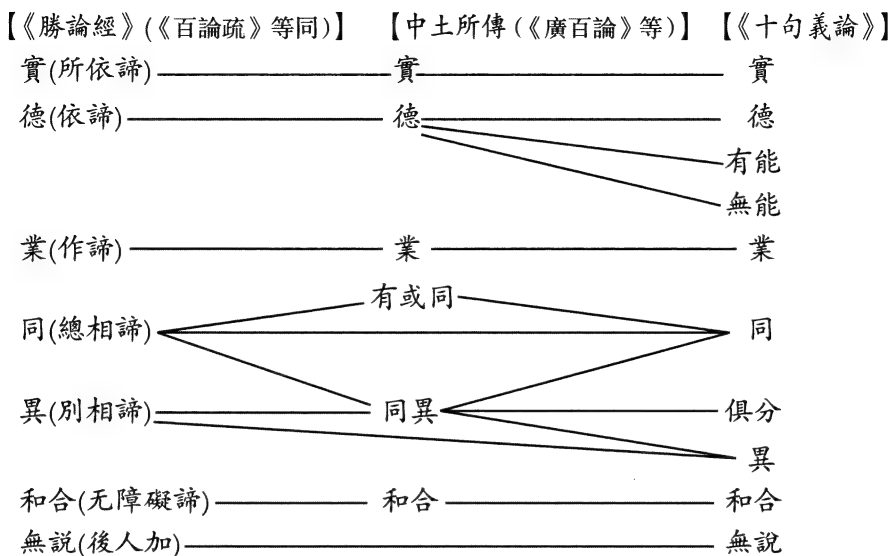 【《勝論經》(《百論疏》等同)】 【中土所傳(《廣百論》等)】 【《十句義論》】
實(所依諦) 實 實
德(依諦) 德 德
有能
無能
業(作諦) 業 業
有或同
同(總相諦) 同
異(別相諦) 同異 俱分
異
和合(无障礙諦) 和合 和合
無説(後人加) 無說